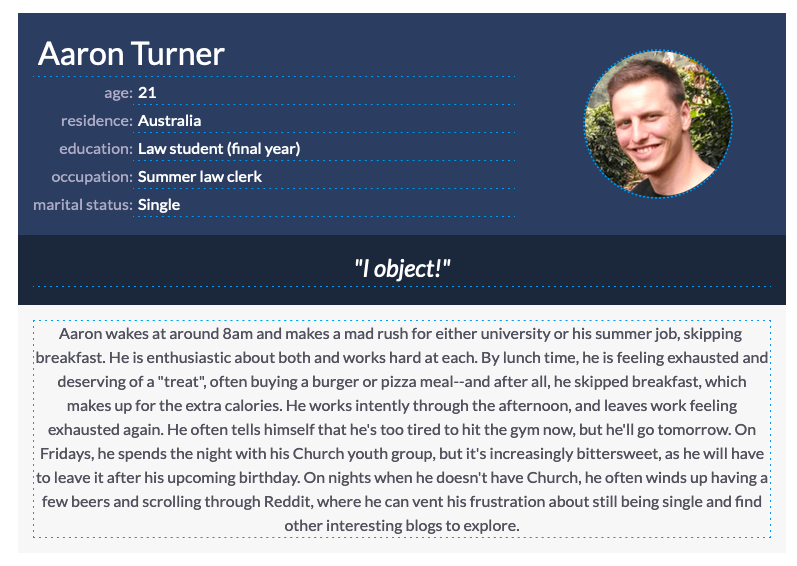 Aaron Turner
age: 21
residence: Australia
education: Law student (final year)
occupation: Summer law clerk
marital status: Single
"I object!"
Aaron wakes at around 8am and makes a mad rush for either university or his summer job, skipping
breakfast. He is enthusiastic about both and works hard at each. By lunch time, he is feeling exhausted and
deserving of a "treat", often buying a burger or pizza meal--and after all, he skipped breakfast, which
makes up for the extra calories. He works intently through the afternoon, and leaves work feeling
exhausted again. He often tells himself that he's too tired to hit the gym now, but he'll go tomorrow. On
Fridays, he spends the night with his Church youth group, but it's increasingly bittersweet, as he will have
to leave it after his upcoming birthday. On nights when he doesn't have Church, he often winds up having a
few beers and scrolling through Reddit, where he can vent his frustration about still being single and find
other interesting blogs to explore.